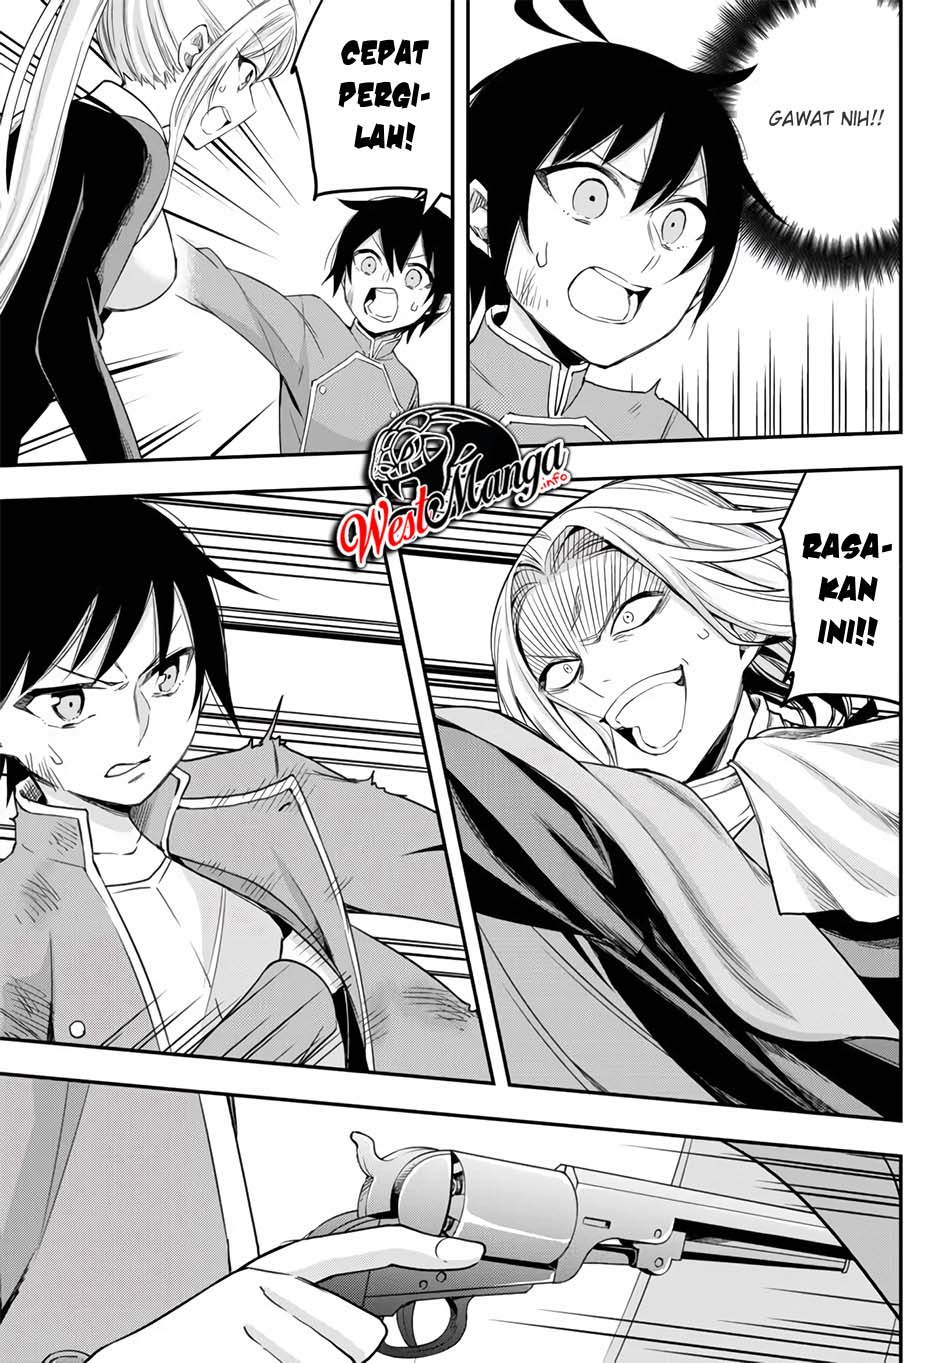 GAWAT NIH!!
CEPAT
PERGI-
LAH!
WestManga
.info
RASA-
KAN
INI!!